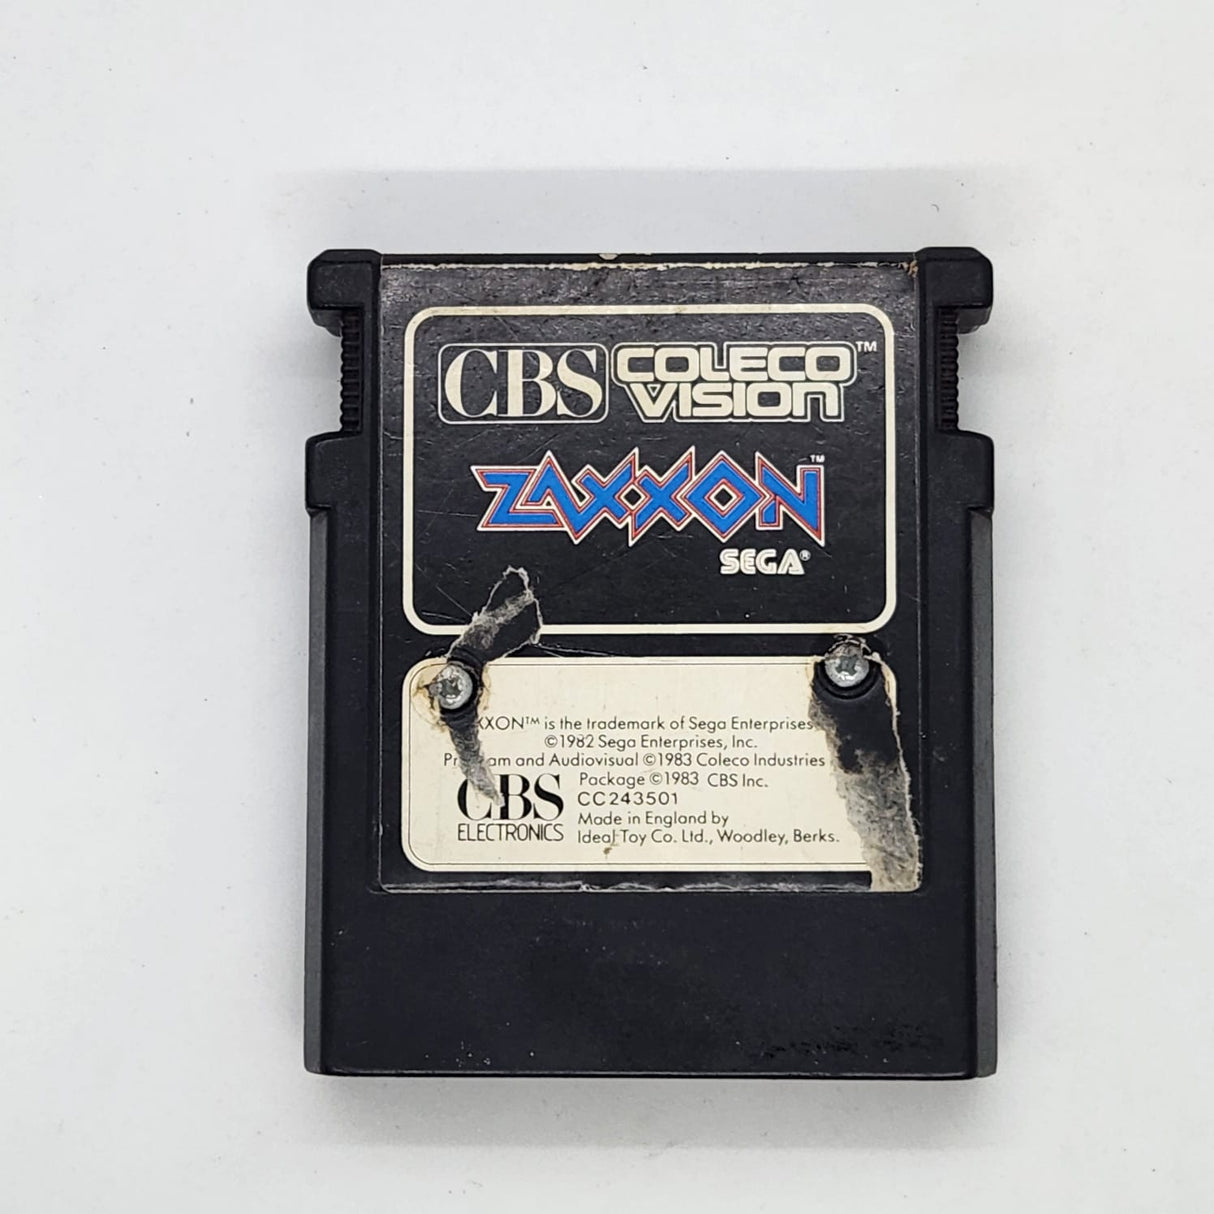 CBS COLECO VISION™
ZAXXON™
SEGA®
XXON™ is the trademark of Sega Enterprises
©1982 Sega Enterprises, Inc.
and Audiovisual ©1983 Coleco Industries
Package ©1983 CBS Inc.
CBS CC243501
Made in England by
ELECTRONICS Ideal Toy Co. Ltd., Woodley, Berks.